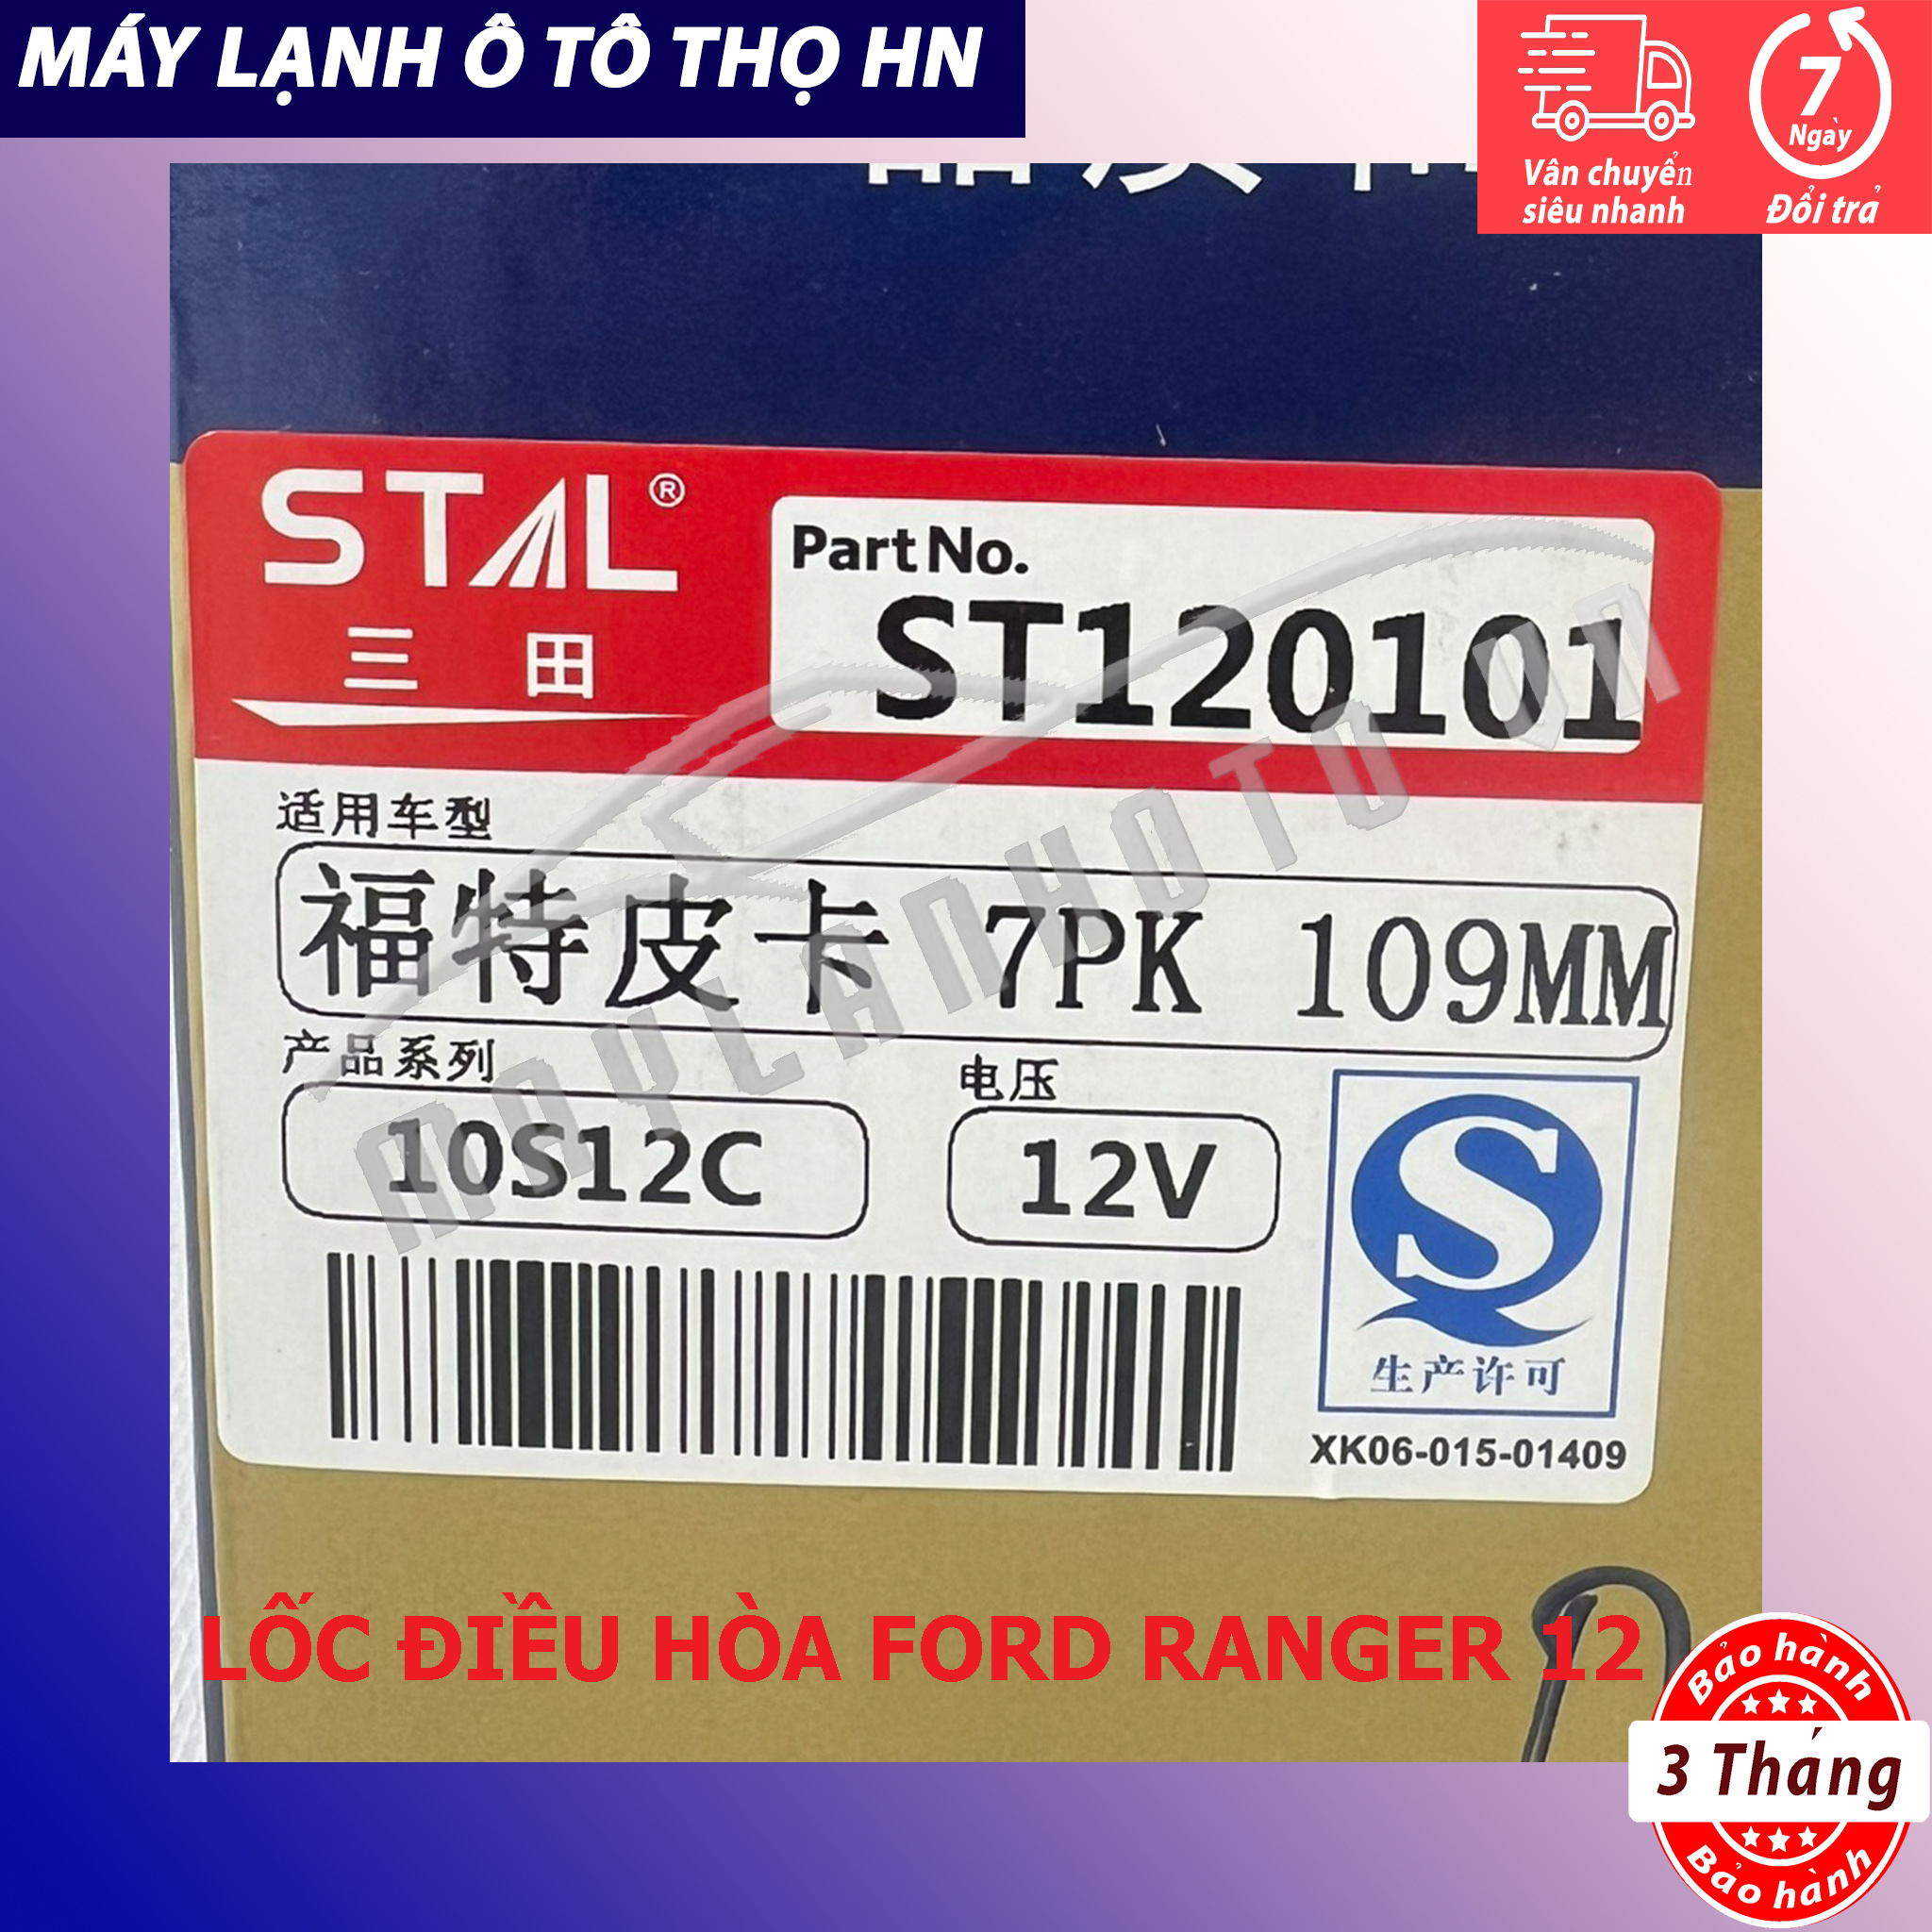 MÁY LẠNH Ô TÔ THỌ HN
Vân chuyển
siêu nhanh
7
Ngày
Đổi trả
STAL®
三田
Part No.
ST120101
适用车型
福特皮卡 7PK 109MM
产品系列
电压
10S12C
12V
生产许可
XK06-015-01409
MAYLANHOTO VN
LỐC ĐIỀU HÒA FORD RANGER 12
Bảo hành
3 Tháng
Bảo hành